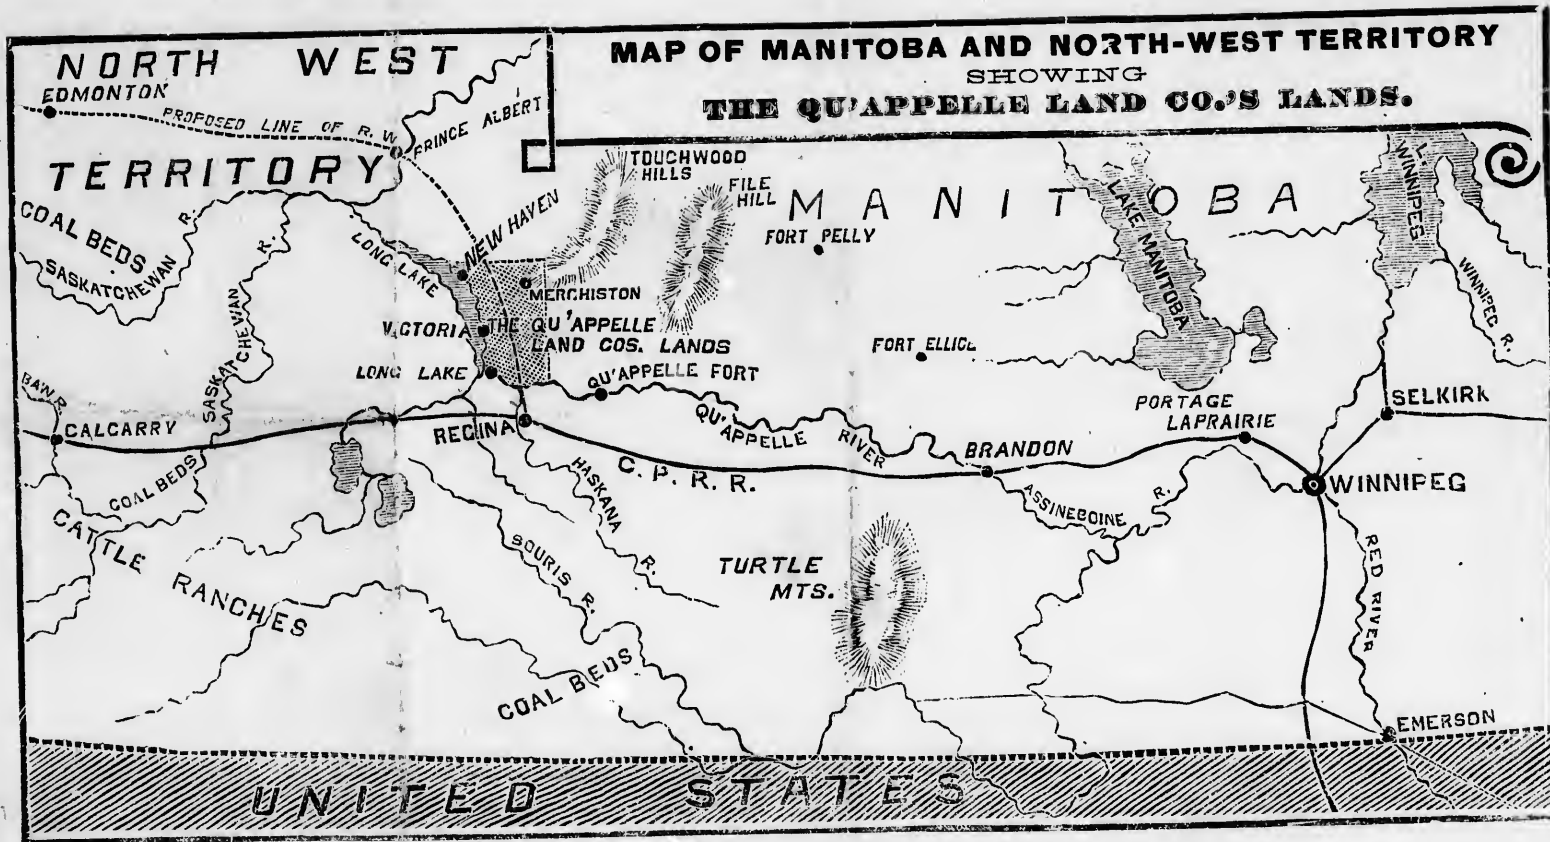 MAP OF MANITOBA AND NORTH-WEST TERRITORY
SHOWING
THE QU'APPELLE LAND CO.'S LANDS.
NORTH WEST
TERRITORY
EDMONTON
PROPOSED LINE OF R. W
PRINCE ALBERT
COAL BEDS
SASKATCHEWAN R.
SASKATCHEWAN R.
LONG LAKE
NEW HAVEN
TOUCHWOOD
HILLS
FILE
HILL
MANITOBA
FORT PELLY
LAKE MANITOBA
L. WINNIPEG
WINNIPEG R.
MERCHISTON
VICTORIA
THE QU'APPELLE
LAND COS. LANDS
LONG LAKE
QU'APPELLE FORT
FORT ELLICE
BAW R.
CALCARRY
REGINA
QU'APPELLE RIVER
C. P. R. R.
BRANDON
PORTAGE
LAPRAIRIE
SELKIRK
WINNIPEG
ASSINEBOINE R.
COAL BEDS
CATTLE RANCHES
HASKANA R.
SOURIS R.
TURTLE
MTS.
RED RIVER
COAL BEDS
EMERSON
UNITED STATES